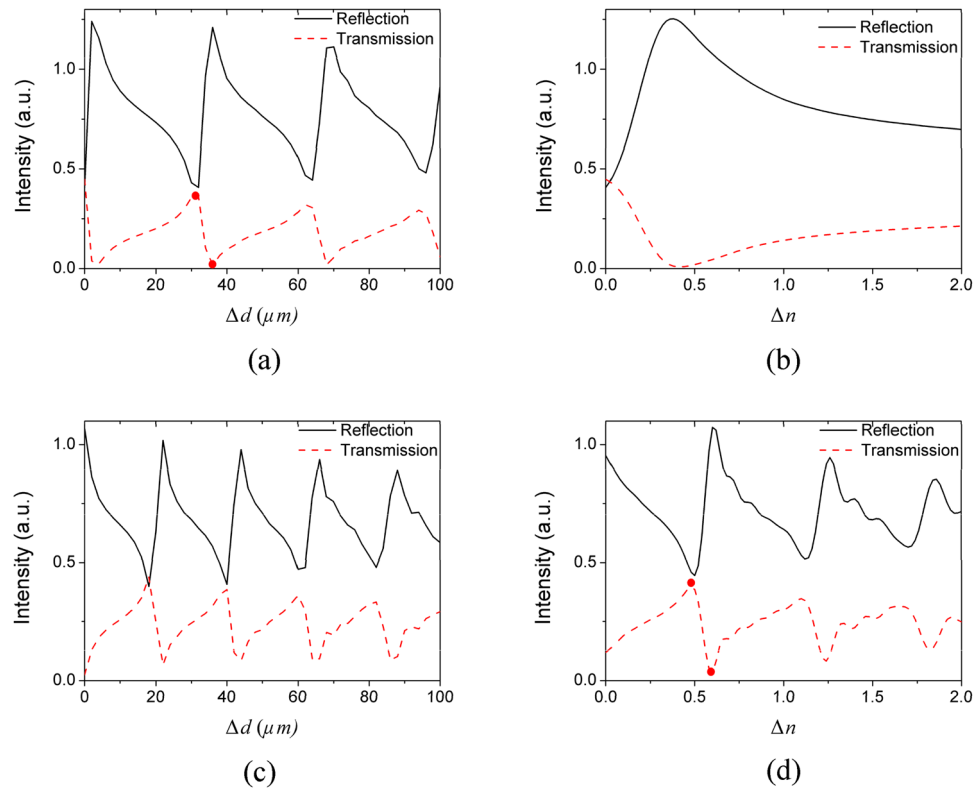 Reflection
Transmission
Intensity (a.u.)
1.0
0.5
0.0
0 20 40 60 80 100
Δd (μm)
(a)
Reflection
Transmission
Intensity (a.u.)
1.0
0.5
0.0
0.0 0.5 1.0 1.5 2.0
Δn
(b)
Reflection
Transmission
Intensity (a.u.)
1.0
0.5
0.0
0 20 40 60 80 100
Δd (μm)
(c)
Reflection
Transmission
Intensity (a.u.)
1.0
0.5
0.0
0.0 0.5 1.0 1.5 2.0
Δn
(d)